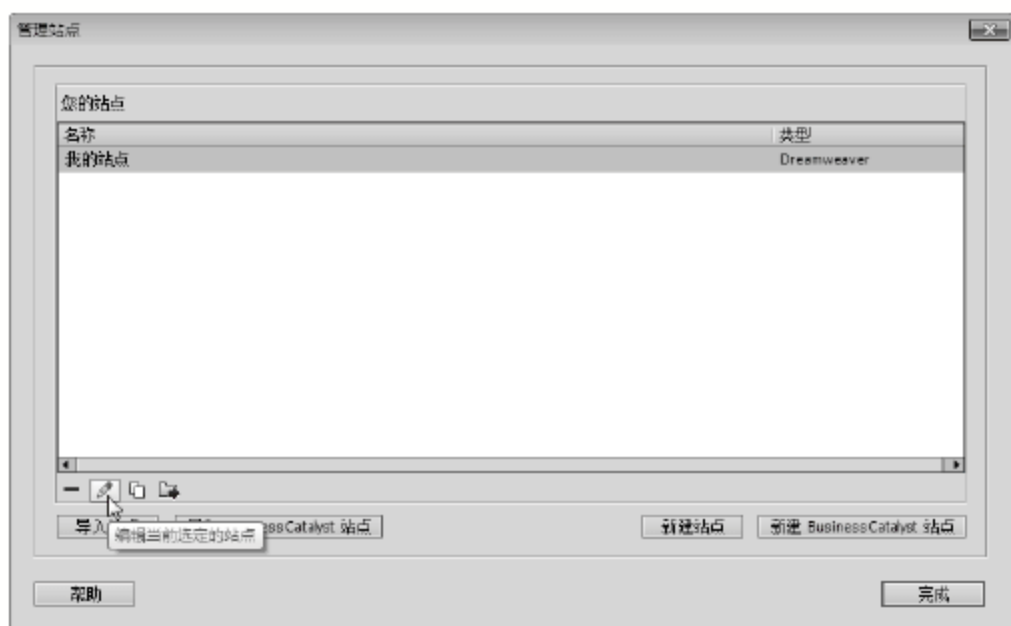 管理站点
您的站点
名称 类型
我的站点 Dreamweaver
导入
essCatalyst 站点
新建站点
新建 BusinessCatalyst 站点
编辑当前选定的站点
帮助
完成